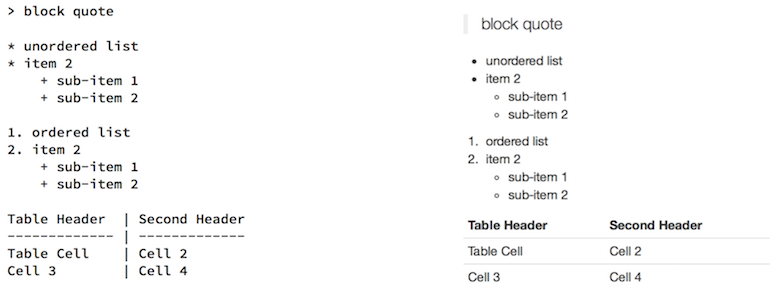 > block quote
* unordered list
* item 2
    + sub-item 1
    + sub-item 2
1. ordered list
2. item 2
    + sub-item 1
    + sub-item 2
Table Header  | Second Header
------------- | -------------
Table Cell    | Cell 2
Cell 3        | Cell 4
block quote
• unordered list
• item 2
◦ sub-item 1
◦ sub-item 2
1. ordered list
2. item 2
◦ sub-item 1
◦ sub-item 2
Table Header Second Header
Table Cell Cell 2
Cell 3 Cell 4